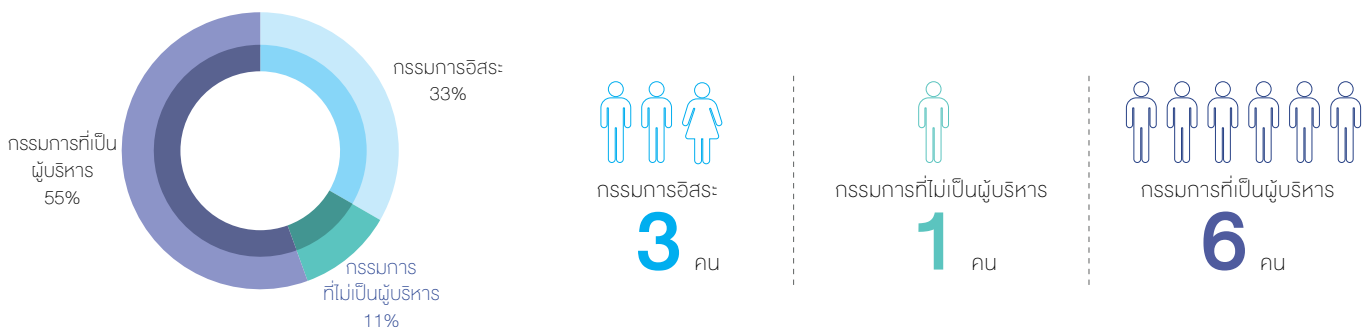 กรรมการอิสระ
33%
กรรมการที่เป็น
ผู้บริหาร
55%
กรรมการ
ที่ไม่เป็นผู้บริหาร
11%
กรรมการอิสระ
3 คน
กรรมการที่ไม่เป็นผู้บริหาร
1 คน
กรรมการที่เป็นผู้บริหาร
6 คน